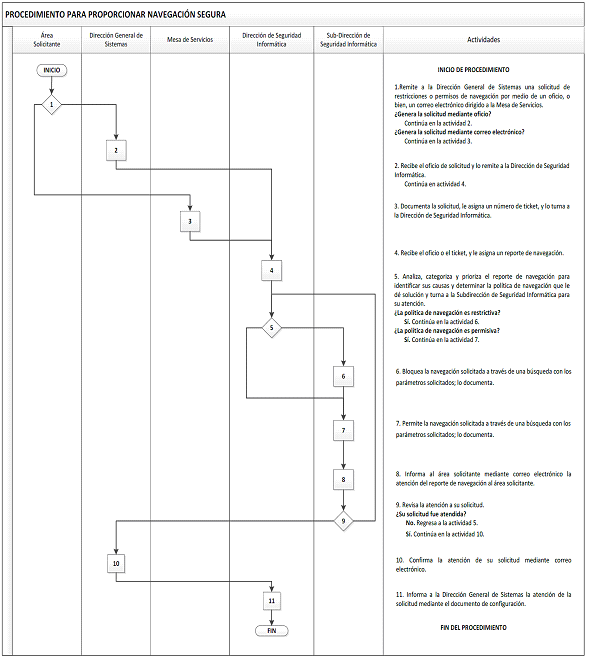 PROCEDIMIENTO PARA PROPORCIONAR NAVEGACIÓN SEGURA
Área
Solicitante
Dirección General de
Sistemas
Mesa de Servicios
Dirección de Seguridad
Informática
Sub-Dirección de
Seguridad Informática
Actividades
INICIO
1
2
3
4
5
6
7
8
9
10
11
FIN
INICIO DE PROCEDIMIENTO
1.Remite a la Dirección General de Sistemas una solicitud de
restricciones o permisos de navegación por medio de un oficio, o
bien, un correo electrónico dirigido a la Mesa de Servicios.
¿Genera la solicitud mediante oficio?
Continúa en la actividad 2.
¿Genera la solicitud mediante correo electrónico?
Continúa en la actividad 3.
2. Recibe el oficio de solicitud y lo remite a la Dirección de Seguridad
Informática.
Continúa en actividad 4.
3. Documenta la solicitud, le asigna un número de ticket, y lo turna a
la Dirección de Seguridad Informática.
4. Recibe el oficio o el ticket, y le asigna un reporte de navegación.
5. Analiza, categoriza y prioriza el reporte de navegación para
identificar sus causas y determinar la política de navegación que le
dé solución y turna a la Subdirección de Seguridad Informática para
su atención.
¿La política de navegación es restrictiva?
Sí. Continúa en la actividad 6.
¿La política de navegación es permisiva?
Sí. Continúa en la actividad 7.
6. Bloquea la navegación solicitada a través de una búsqueda con los
parámetros solicitados; lo documenta.
7. Permite la navegación solicitada a través de una búsqueda con los
parámetros solicitados; lo documenta.
8. Informa al área solicitante mediante correo electrónico la
atención del reporte de navegación al área solicitante.
9. Revisa la atención a su solicitud.
¿Su solicitud fue atendida?
No. Regresa a la actividad 5.
Sí. Continúa en la actividad 10.
10. Confirma la atención de su solicitud mediante correo
electrónico.
11. Informa a la Dirección General de Sistemas la atención de la
solicitud mediante el documento de configuración.
FIN DEL PROCEDIMIENTO